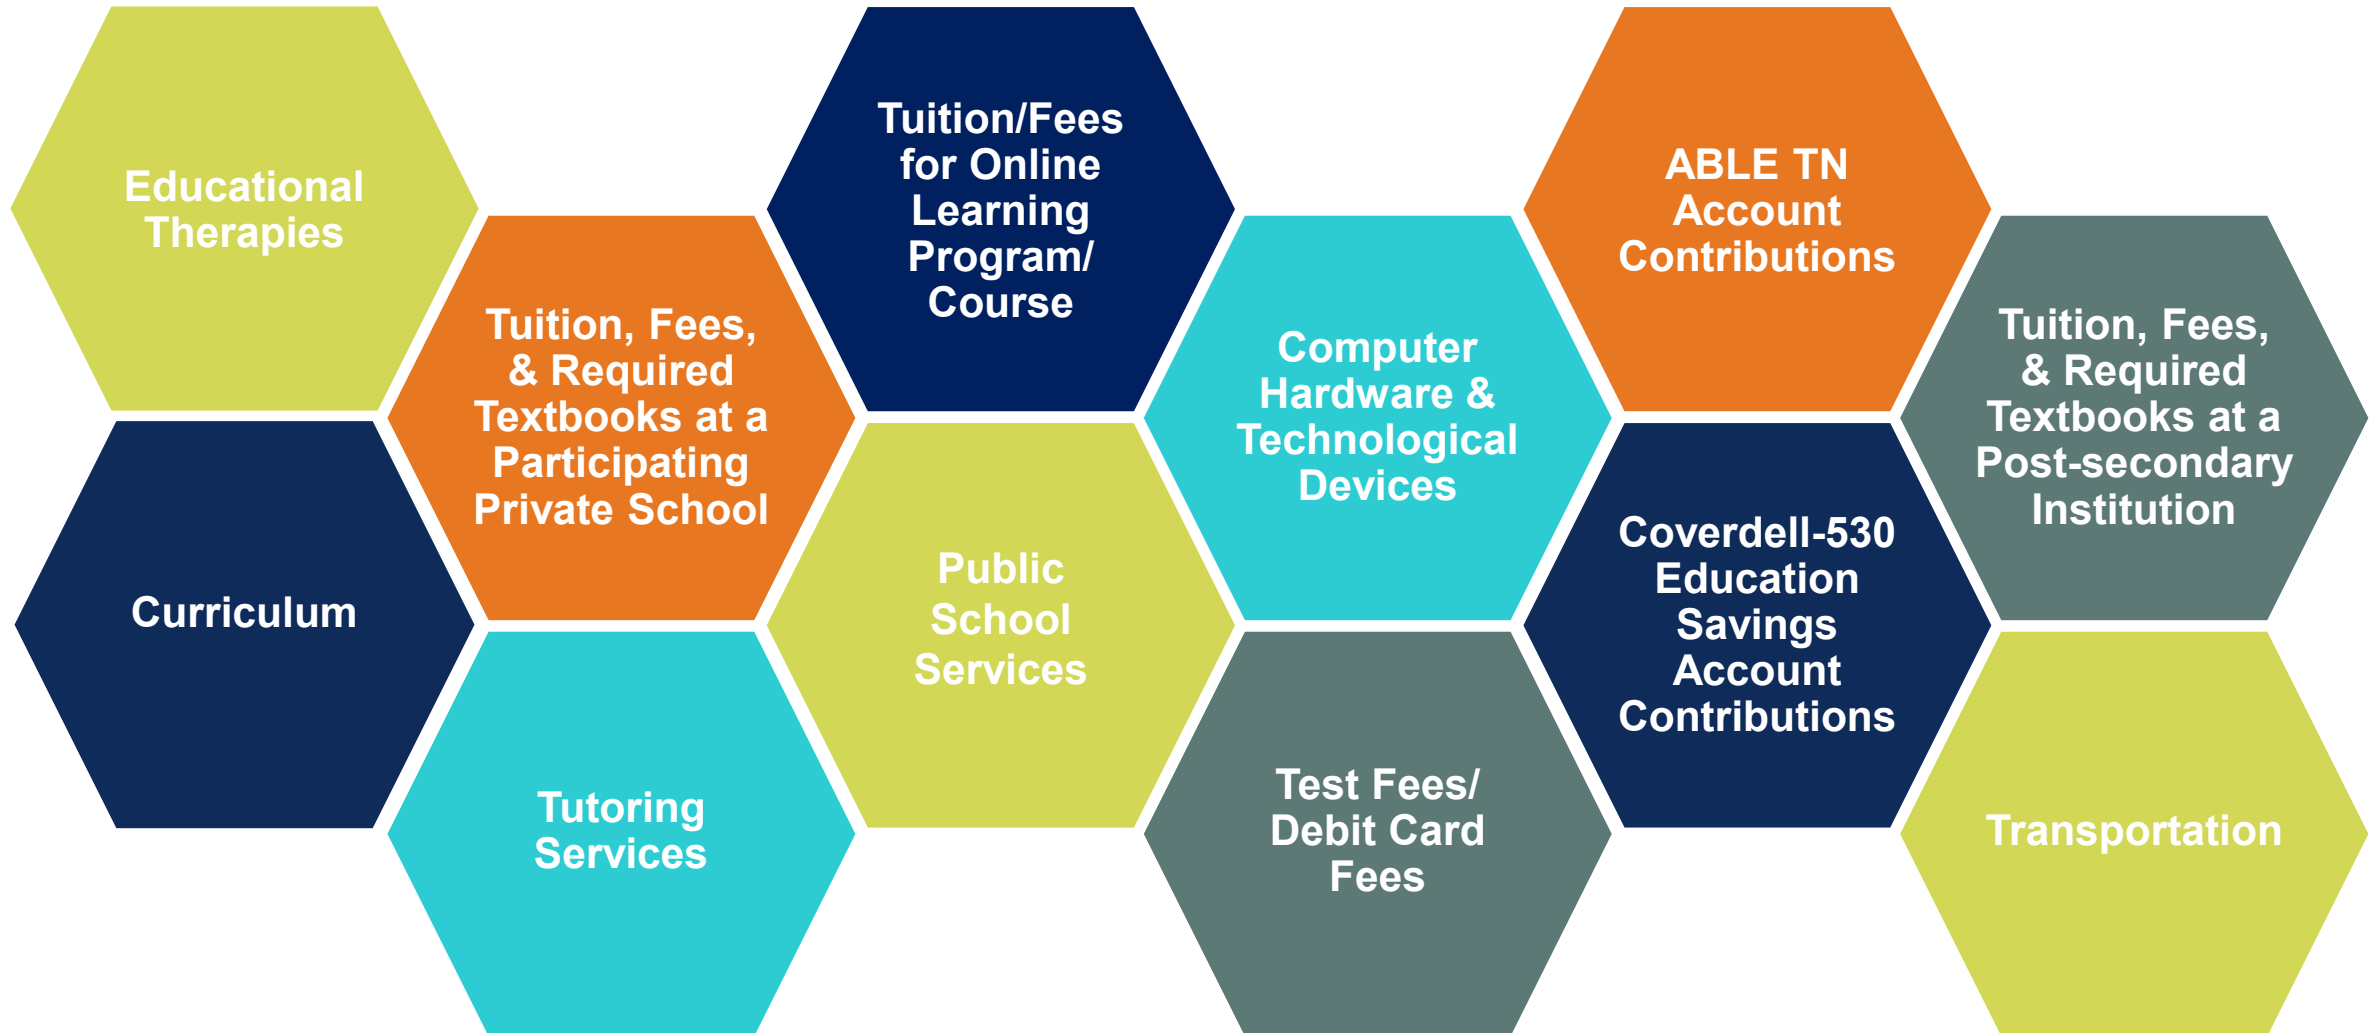 Educational
Therapies
Curriculum
Tuition, Fees,
& Required
Textbooks at a
Participating
Private School
Tutoring
Services
Tuition/Fees
for Online
Learning
Program/
Course
Public
School
Services
Computer
Hardware &
Technological
Devices
Test Fees/
Debit Card
Fees
ABLE TN
Account
Contributions
Coverdell-530
Education
Savings
Account
Contributions
Tuition, Fees,
& Required
Textbooks at a
Post-secondary
Institution
Transportation